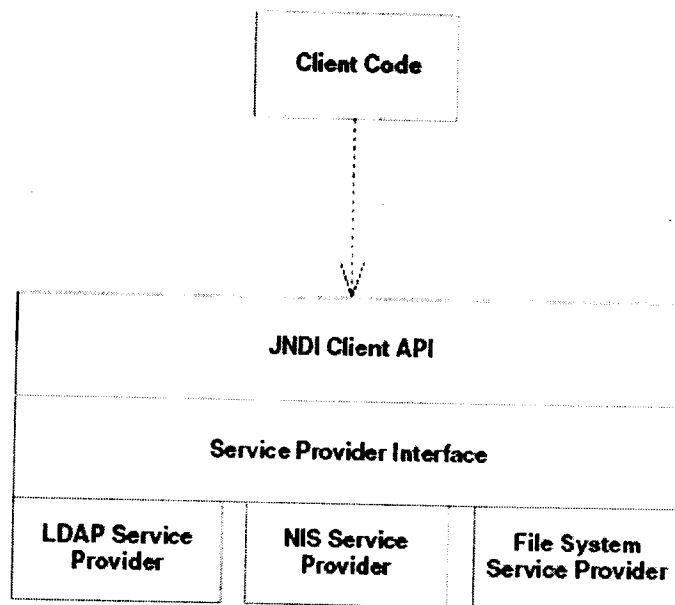 Client Code
JNDI Client API
Service Provider Interface
LDAP Service
Provider
NIS Service
Provider
File System
Service Provider